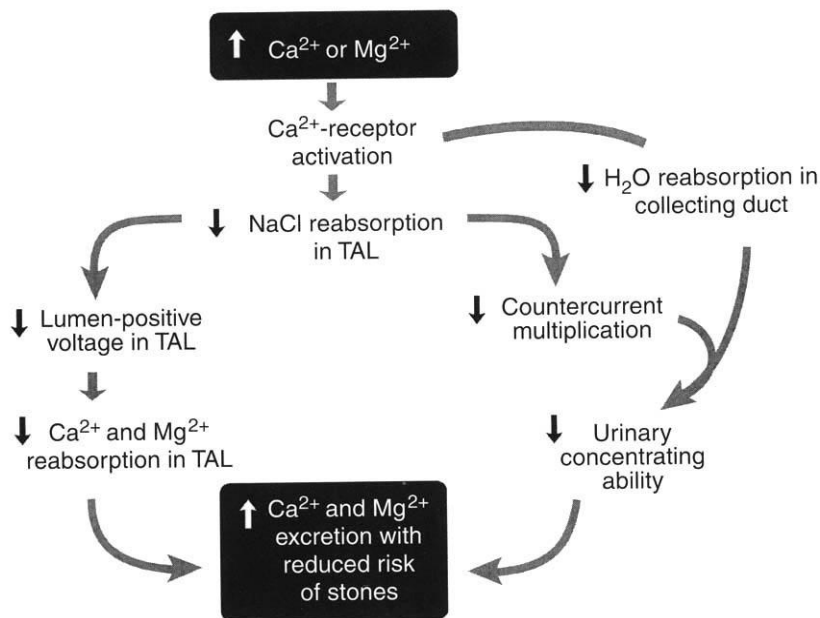 ↑ Ca²⁺ or Mg²⁺
Ca²⁺-receptor
activation
↓ H₂O reabsorption in
collecting duct
↓ NaCl reabsorption
in TAL
↓ Lumen-positive
voltage in TAL
↓ Countercurrent
multiplication
↓ Ca²⁺ and Mg²⁺
reabsorption in TAL
↓ Urinary
concentrating
ability
↑ Ca²⁺ and Mg²⁺
excretion with
reduced risk
of stones